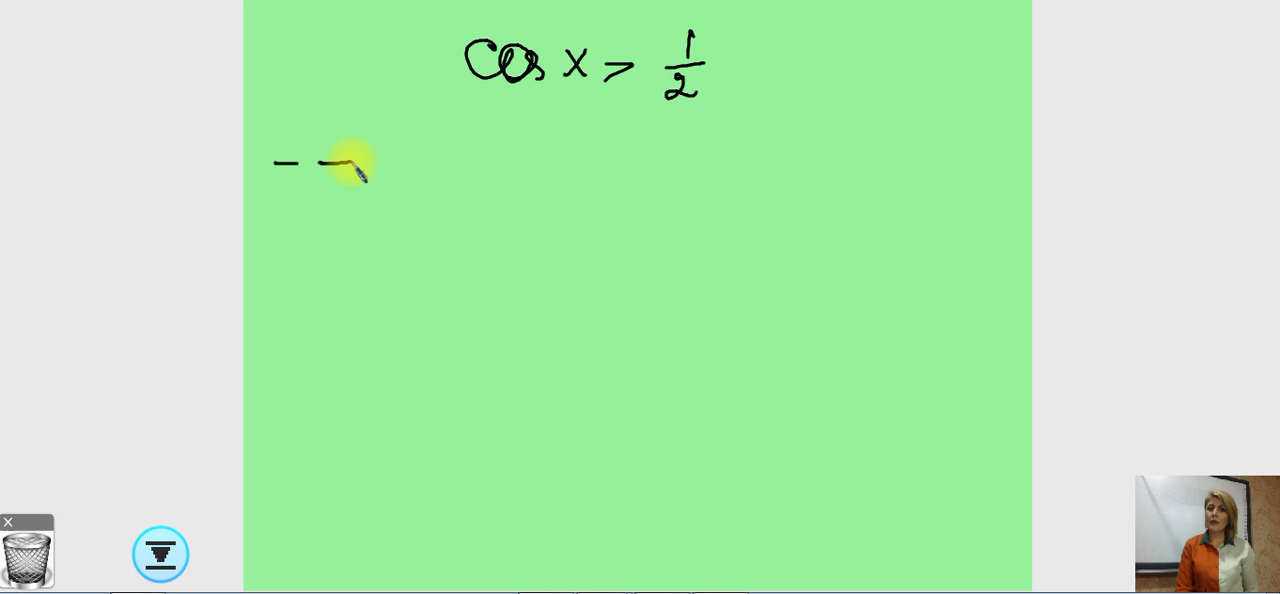 cos x > 1/2
− —